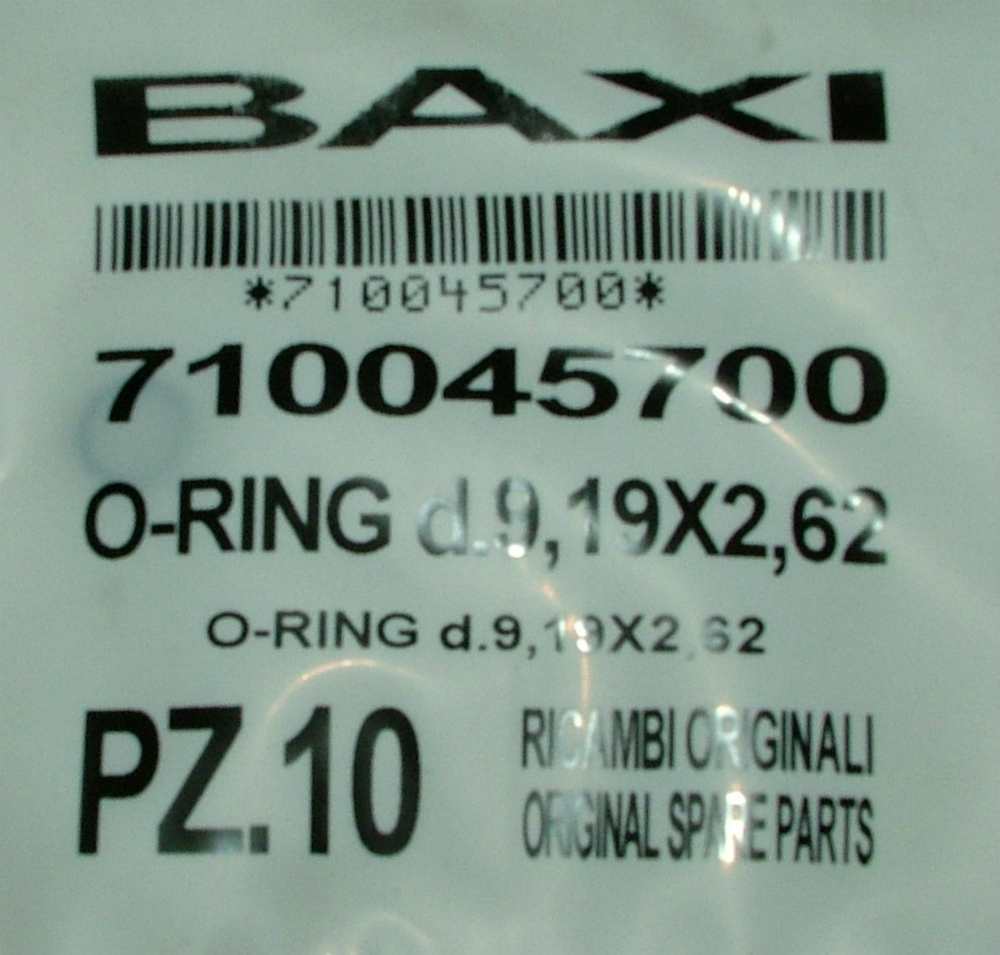 BAXI
*710045700*
710045700
O-RING d.9,19X2,62
O-RING d.9,19X2,62
PZ.10
RICAMBI ORIGINALI
ORIGINAL SPARE PARTS